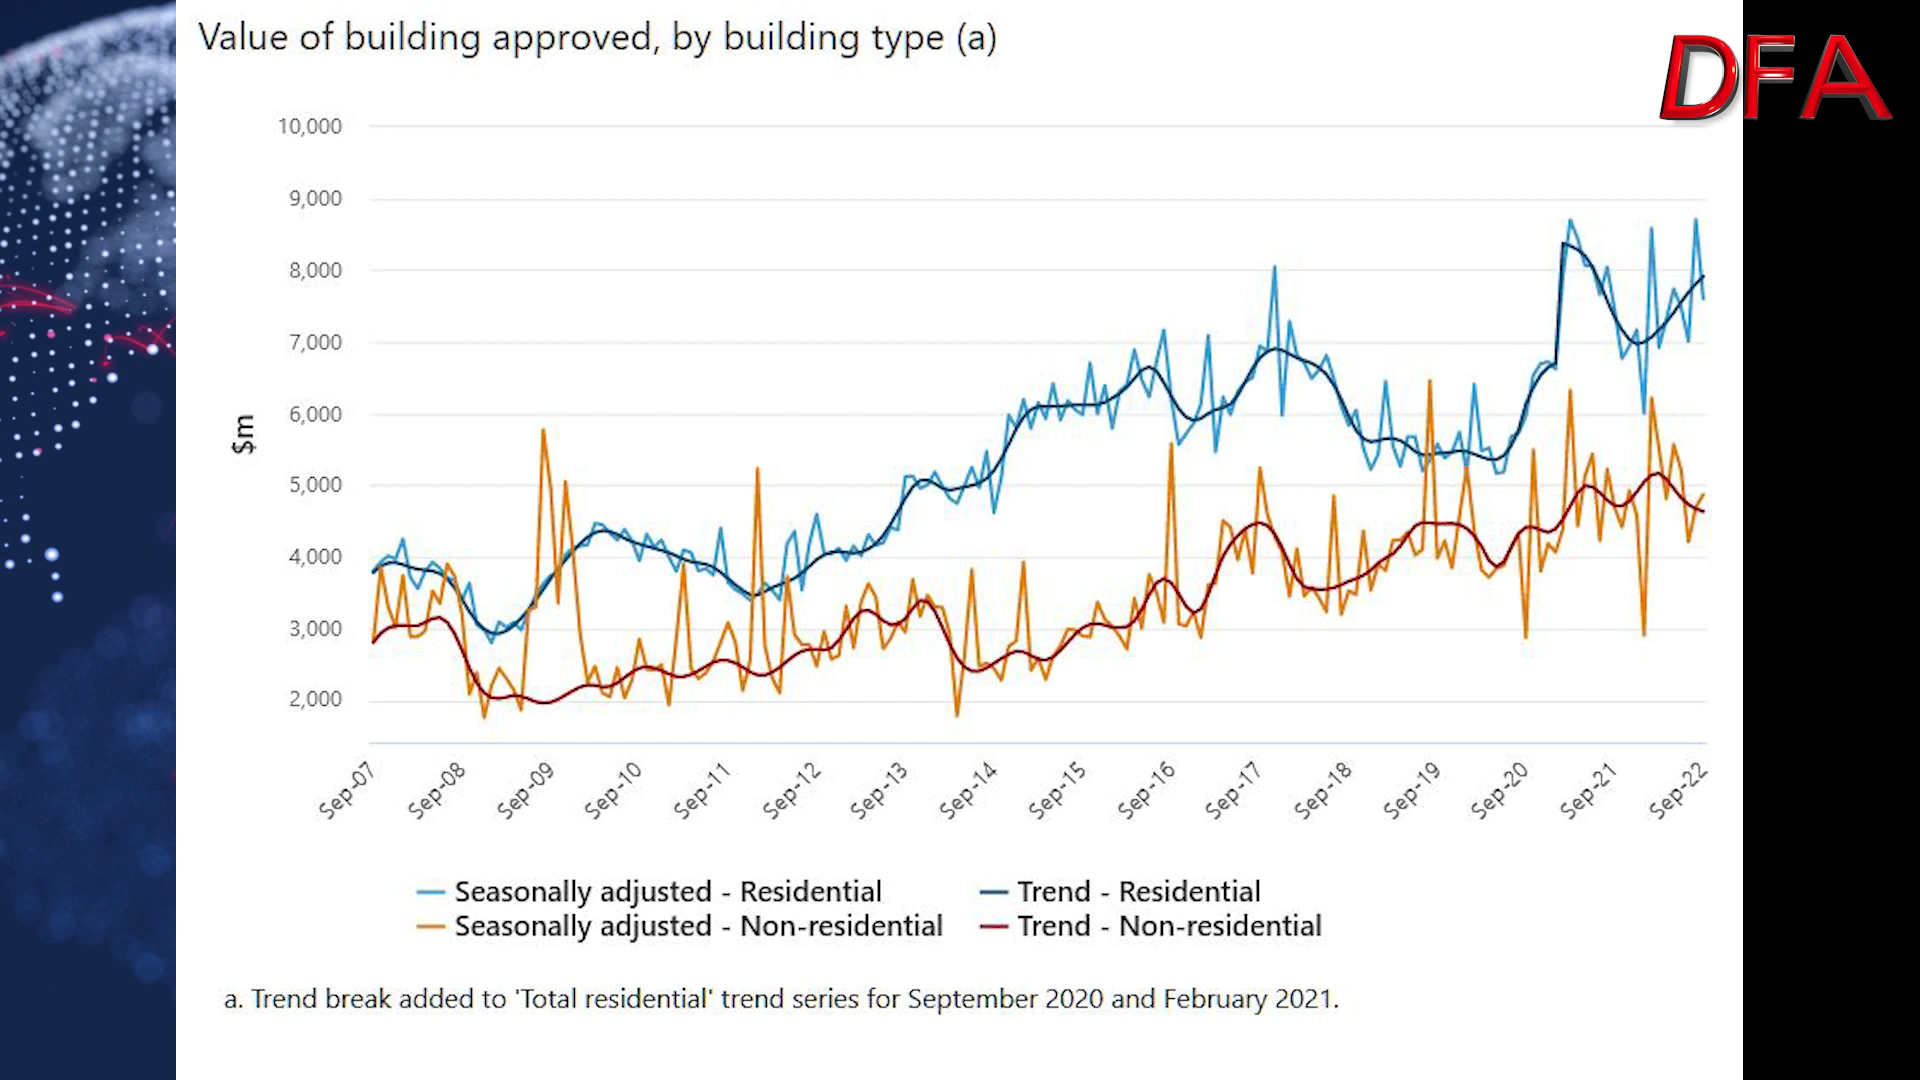 Value of building approved, by building type (a)
DFA
10,000
9,000
8,000
7,000
6,000
5,000
4,000
3,000
2,000
$m
Sep-07
Sep-08
Sep-09
Sep-10
Sep-11
Sep-12
Sep-13
Sep-14
Sep-15
Sep-16
Sep-17
Sep-18
Sep-19
Sep-20
Sep-21
Sep-22
Seasonally adjusted - Residential
Trend - Residential
Seasonally adjusted - Non-residential
Trend - Non-residential
a. Trend break added to 'Total residential' trend series for September 2020 and February 2021.